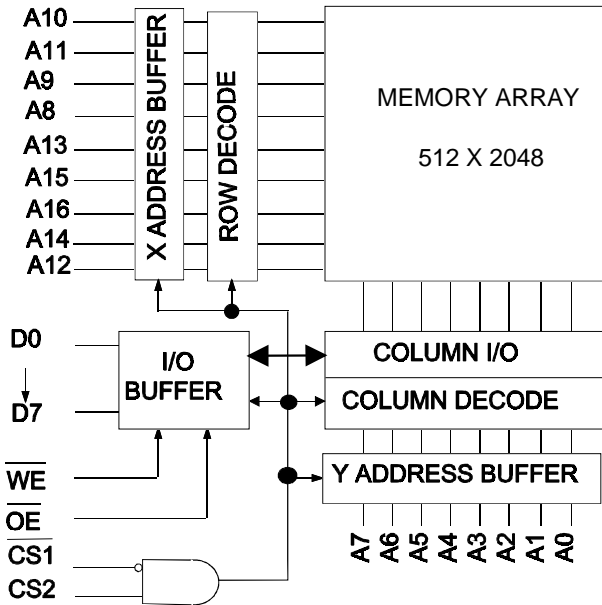 A10
A11
A9
A8
A13
A15
A16
A14
A12
X ADDRESS BUFFER
ROW DECODE
MEMORY ARRAY
512 X 2048
D0
D7
I/O
BUFFER
COLUMN I/O
COLUMN DECODE
Y ADDRESS BUFFER
WE
OE
CS1
CS2
A7
A6
A5
A4
A3
A2
A1
A0